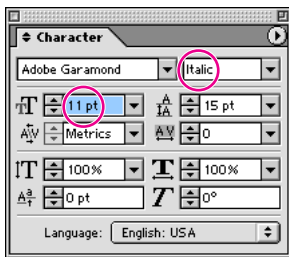 Character
Adobe Garamond Italic
11 pt 15 pt
Metrics 0
100% 100%
0 pt 0°
Language: English: USA